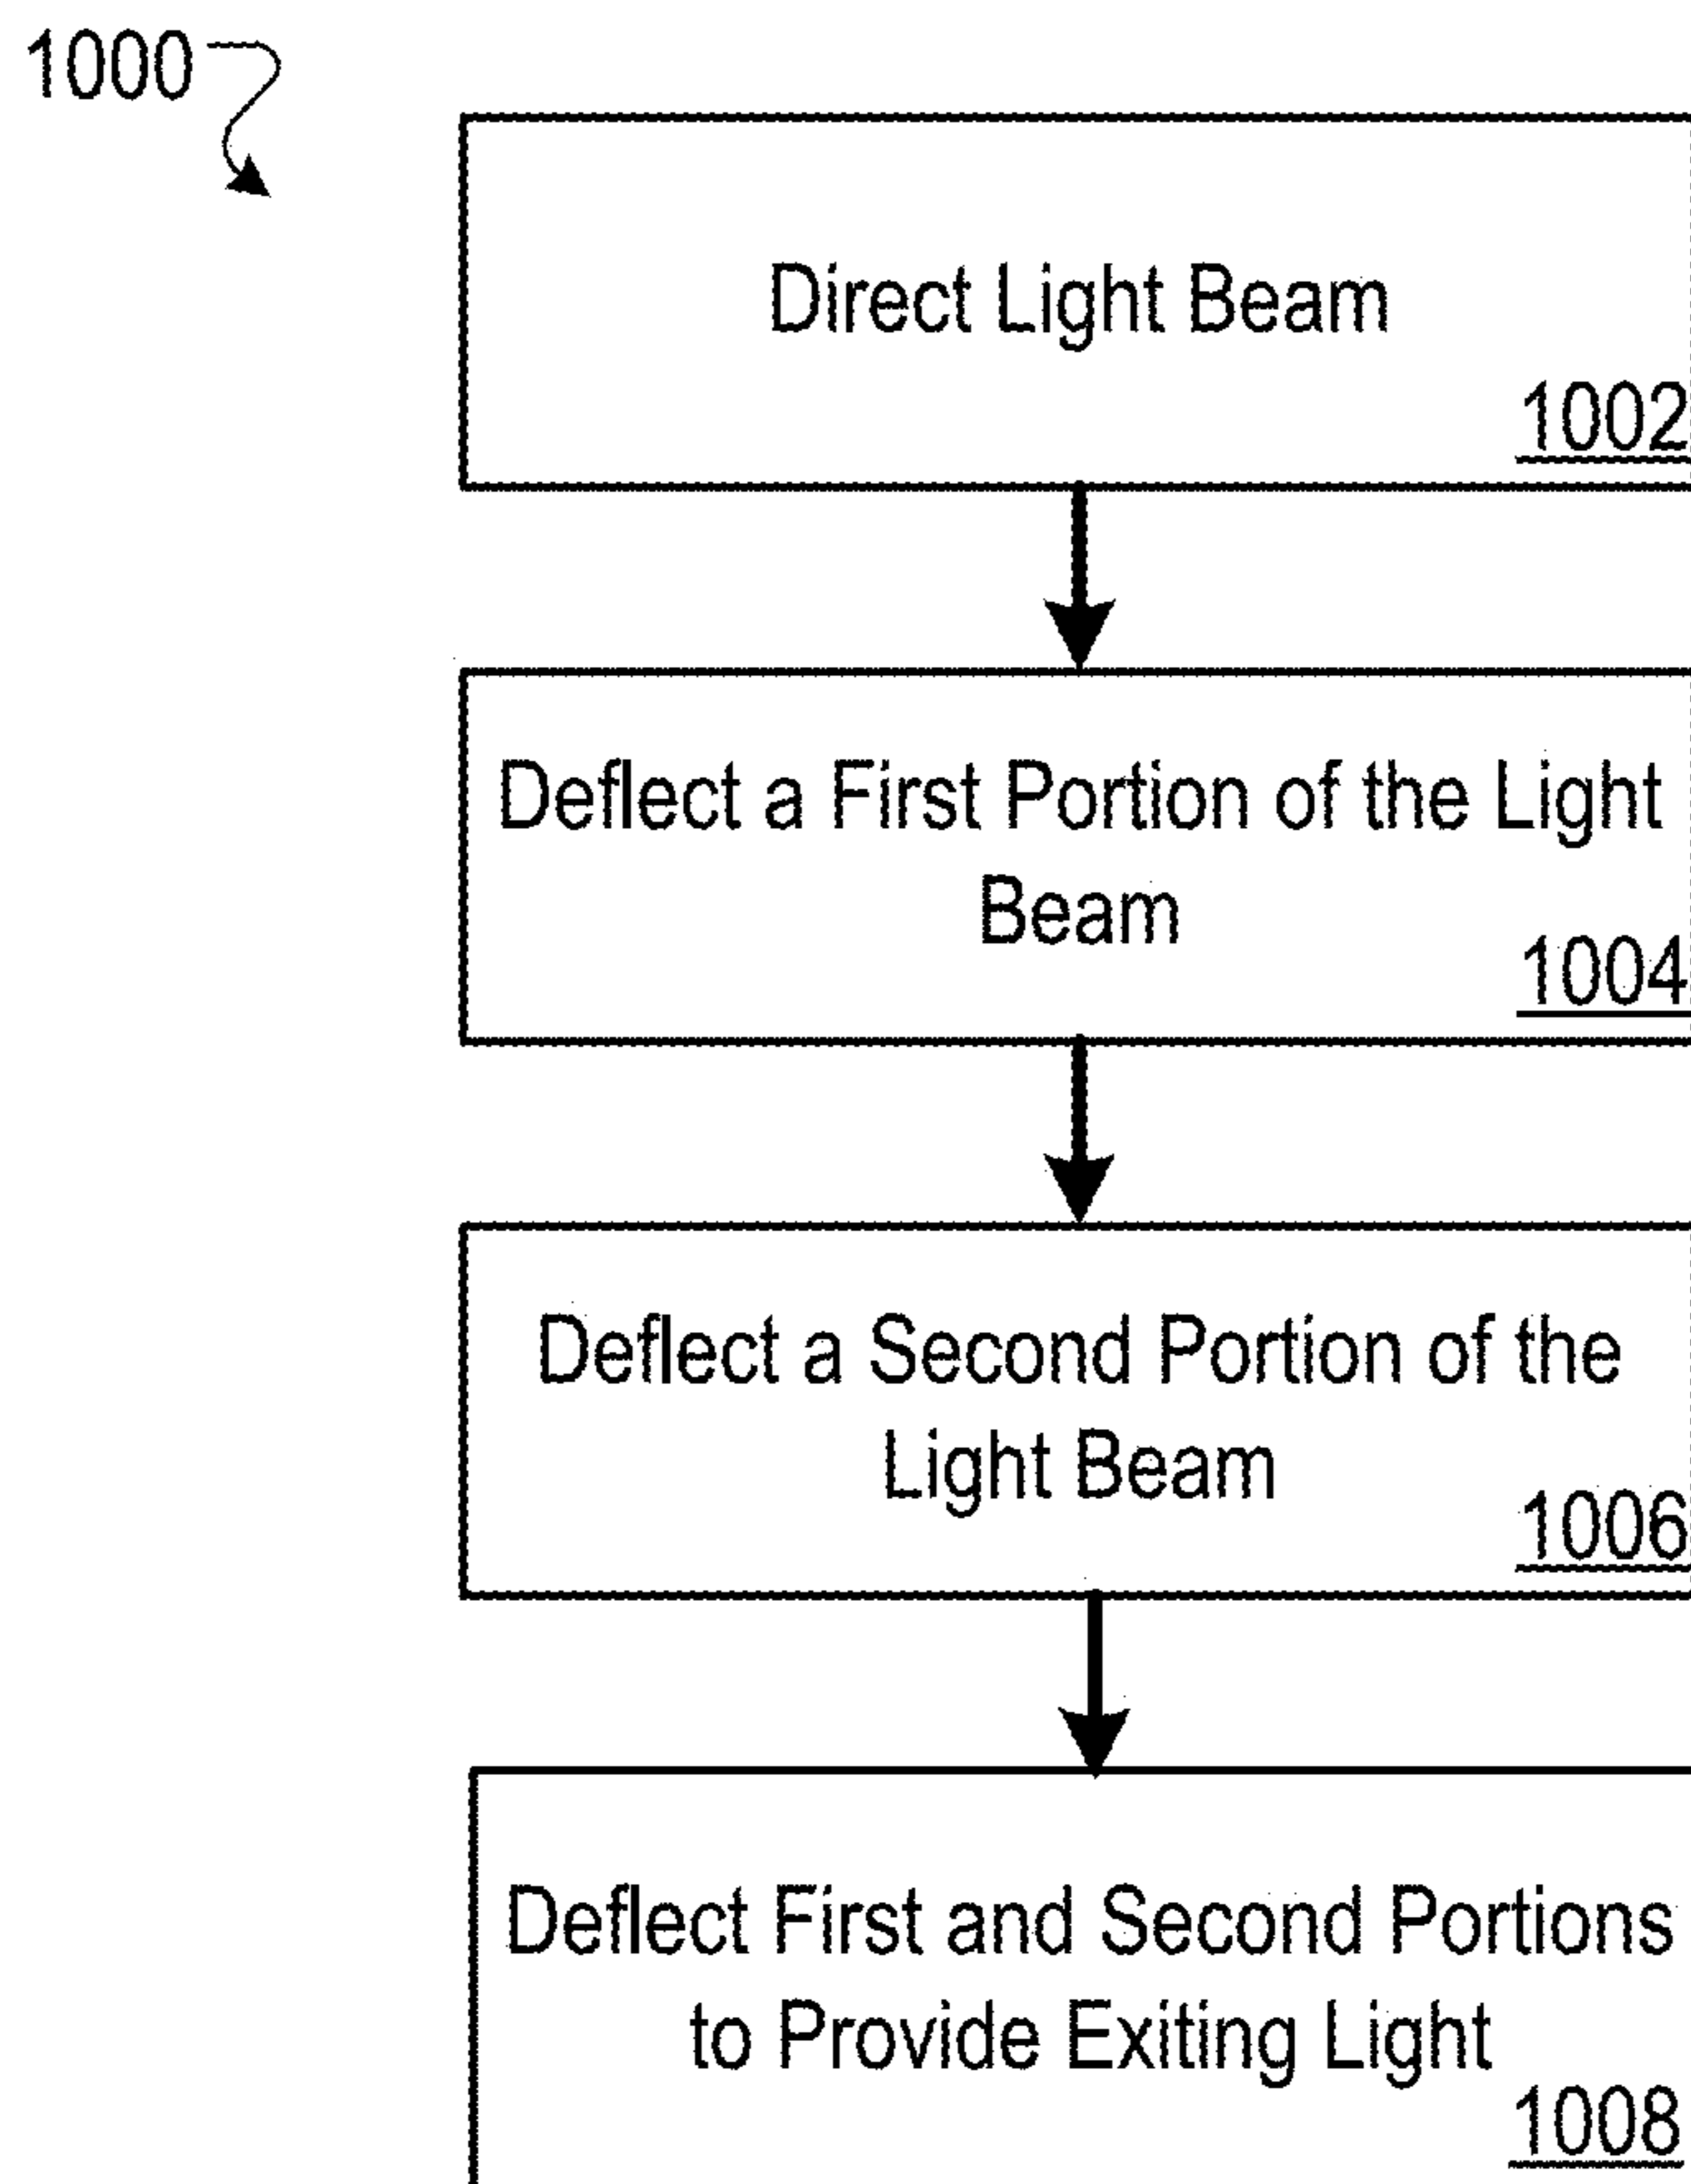 1000
Direct Light Beam
1002
Deflect a First Portion of the Light
Beam
1004
Deflect a Second Portion of the
Light Beam
1006
Deflect First and Second Portions
to Provide Exiting Light
1008